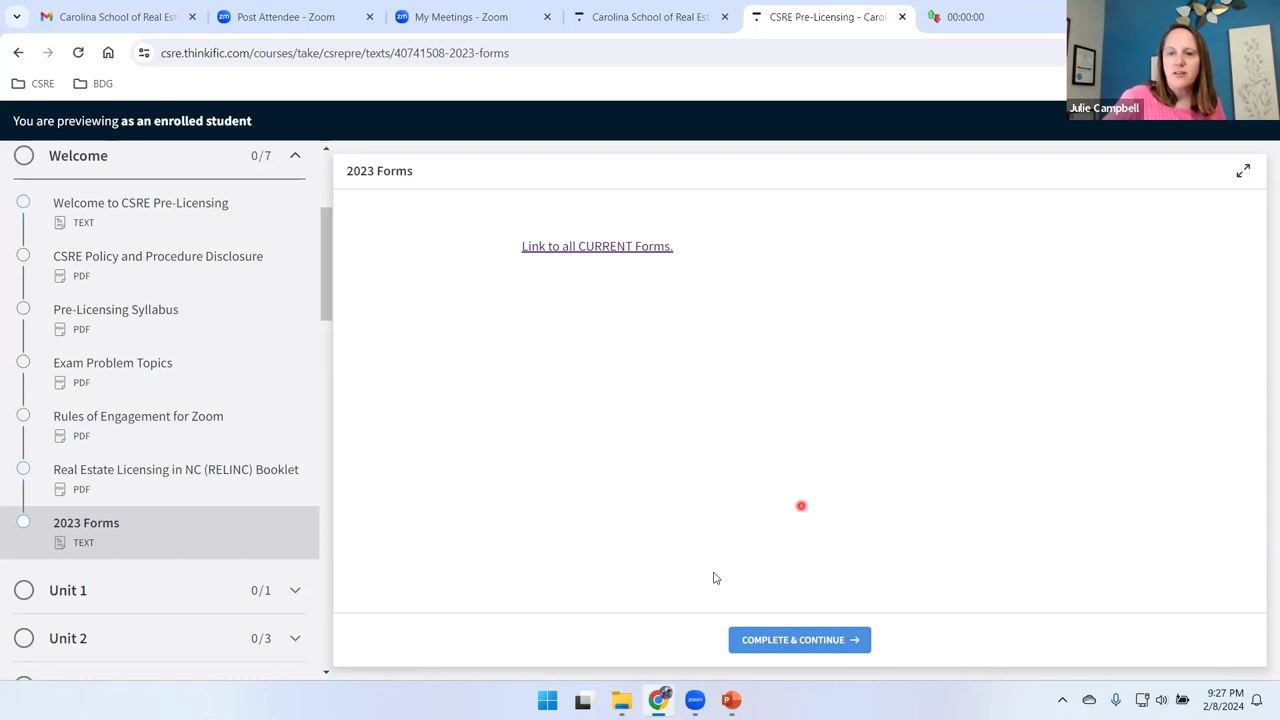 Carolina School of Real Est
Post Attendee - Zoom
My Meetings - Zoom
Carolina School of Real Est
CSRE Pre-Licensing - Carol
00:00:00
csre.thinkific.com/courses/take/csrepre/texts/40741508-2023-forms
CSRE
BDG
Julie Campbell
You are previewing as an enrolled student
Welcome
0/7
Welcome to CSRE Pre-Licensing
TEXT
CSRE Policy and Procedure Disclosure
PDF
Pre-Licensing Syllabus
PDF
Exam Problem Topics
PDF
Rules of Engagement for Zoom
PDF
Real Estate Licensing in NC (RELINC) Booklet
PDF
2023 Forms
TEXT
Unit 1
0/1
Unit 2
0/3
2023 Forms
Link to all CURRENT Forms.
COMPLETE & CONTINUE
zoom
9:27 PM
2/8/2024